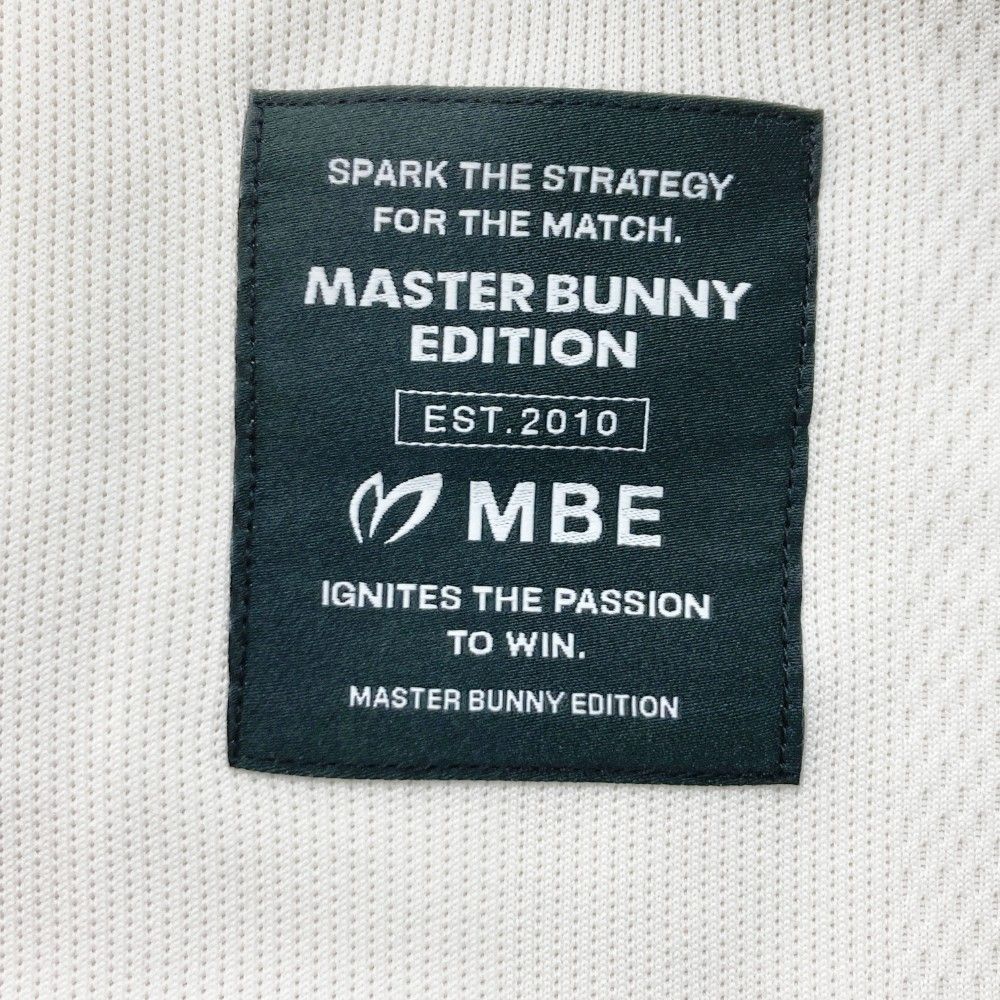 SPARK THE STRATEGY
FOR THE MATCH.
MASTER BUNNY
EDITION
EST.2010
MBE
IGNITES THE PASSION
TO WIN.
MASTER BUNNY EDITION